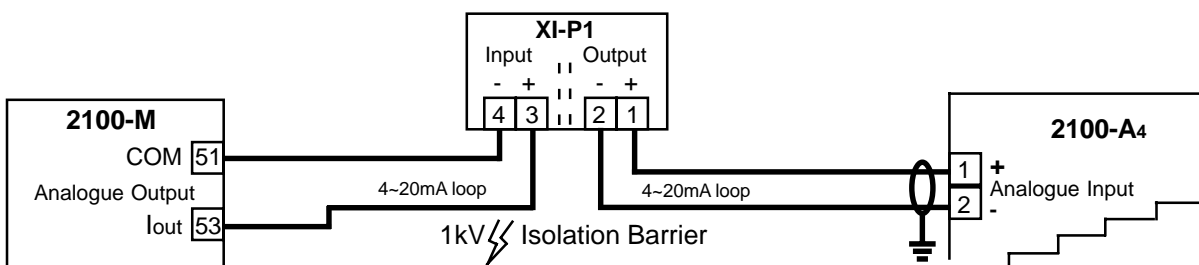 XI-P1
Input Output
- + - +
4 3 2 1
2100-M
COM 51
Analogue Output
Iout 53
4~20mA loop
4~20mA loop
1kV Isolation Barrier
2100-A4
1 +
Analogue Input
2 -